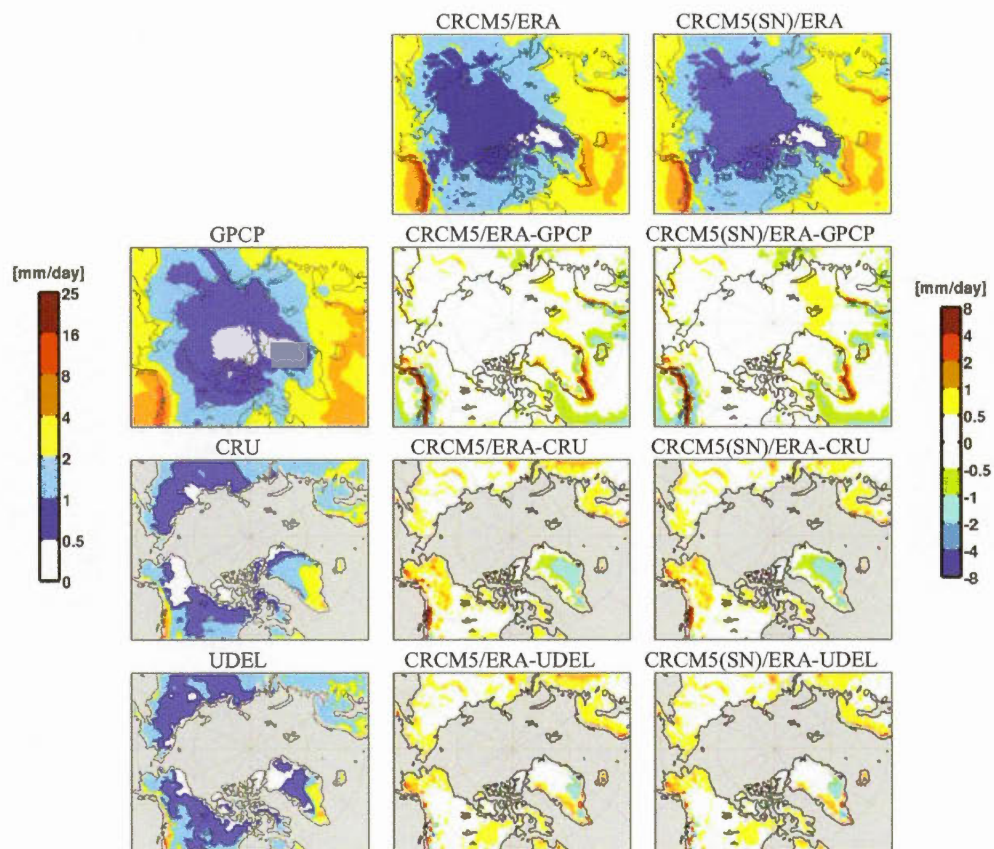 CRCM5/ERA
CRCM5(SN)/ERA
GPCP
CRCM5/ERA-GPCP
CRCM5(SN)/ERA-GPCP
[mm/day]
25
16
8
4
2
1
0.5
0
[mm/day]
8
4
2
1
0.5
0
-0.5
-1
-2
-4
-8
CRU
CRCM5/ERA-CRU
CRCM5(SN)/ERA-CRU
UDEL
CRCM5/ERA-UDEL
CRCM5(SN)/ERA-UDEL